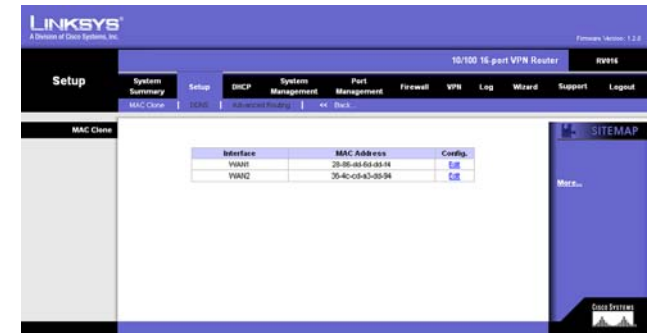 LINKSYS®
A Division of Cisco Systems, Inc.
Firmware Version: 1.2.0
10/100 16-port VPN Router
RV016
Setup
System Summary
Setup
DHCP
System Management
Port Management
Firewall
VPN
Log
Wizard
Support
Logout
MAC Clone | DDNS | Advanced Routing | << Back...
MAC Clone
SITEMAP
Interface MAC Address Config.
WAN1 Edit
WAN2 Edit
More...
CISCO SYSTEMS